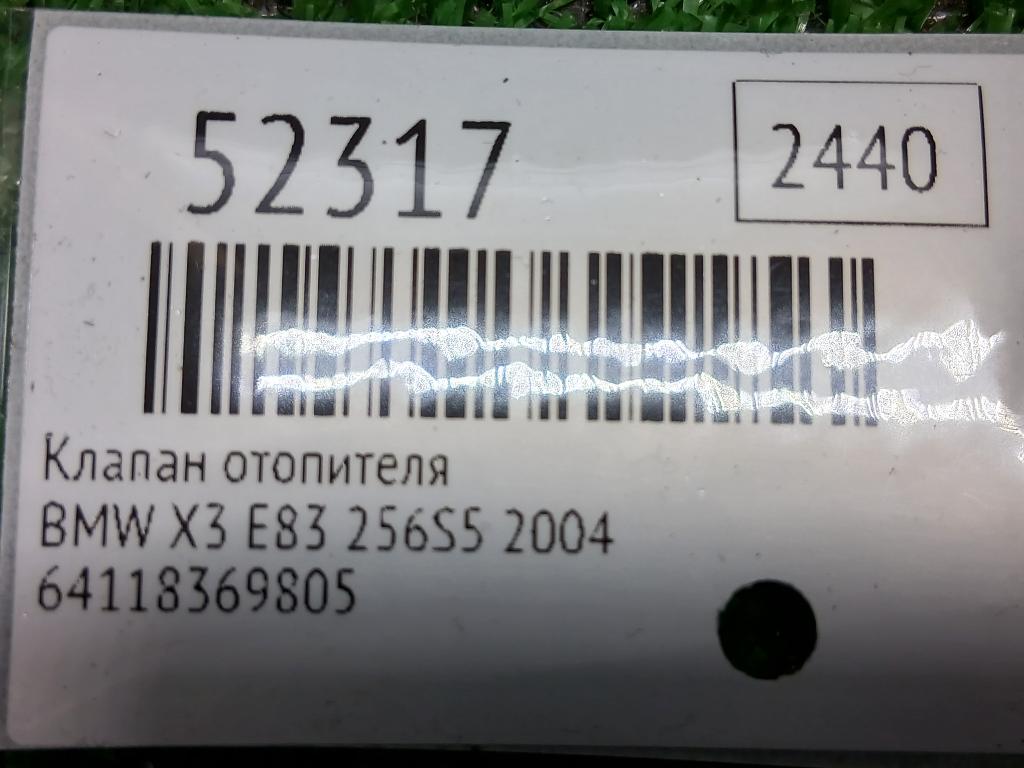 52317
2440
Клапан отопителя
BMW X3 E83 256S5 2004
64118369805